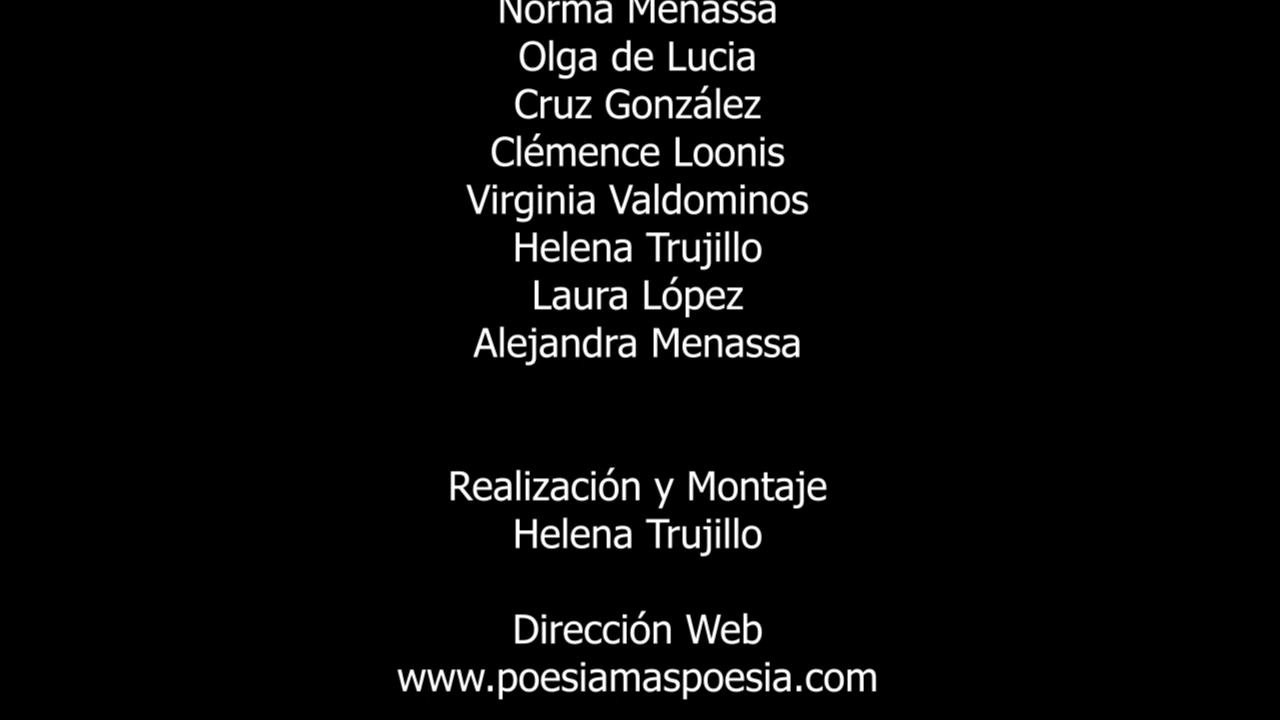 Norma Menassa
Olga de Lucia
Cruz González
Clémence Loonis
Virginia Valdominos
Helena Trujillo
Laura López
Alejandra Menassa
Realización y Montaje
Helena Trujillo
Dirección Web
www.poesiamaspoesia.com